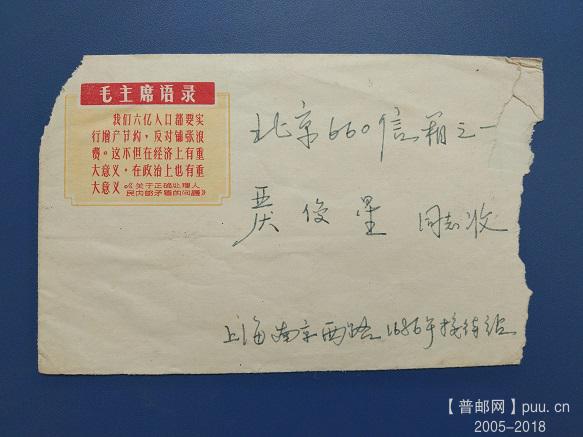 毛主席语录
我们六亿人口都要实
行增产节约，反对铺张浪
费。这不但在经济上有重
大意义，在政治上也有重
大意义。《关于正确处理人
民内部矛盾的问题》
北京660信箱之一
严俊星 同志收
上海南京西路1686号接待站
【普邮网】puu.cn
2005-2018